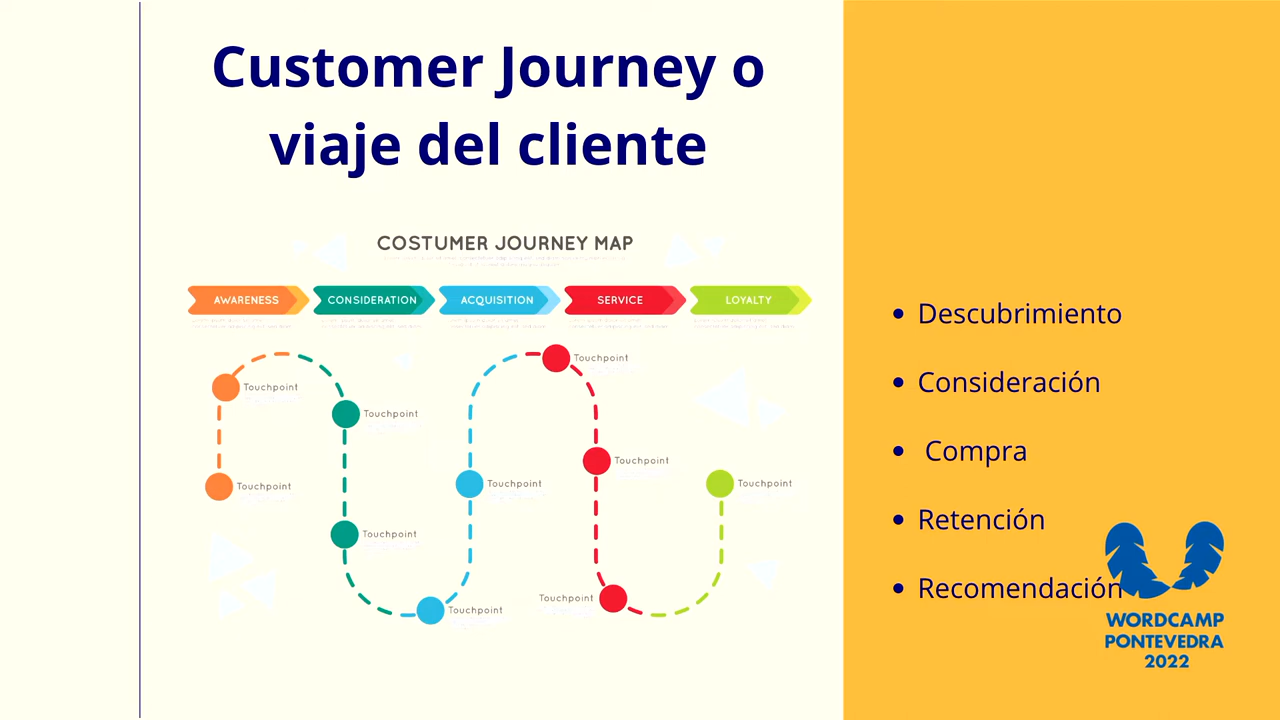 Customer Journey o
viaje del cliente
COSTUMER JOURNEY MAP
AWARENESS
CONSIDERATION
ACQUISITION
SERVICE
LOYALTY
Touchpoint
Touchpoint
Touchpoint
Touchpoint
Touchpoint
Touchpoint
Touchpoint
Touchpoint
Touchpoint
Touchpoint
• Descubrimiento
• Consideración
• Compra
• Retención
• Recomendación
WORDCAMP
PONTEVEDRA
2022